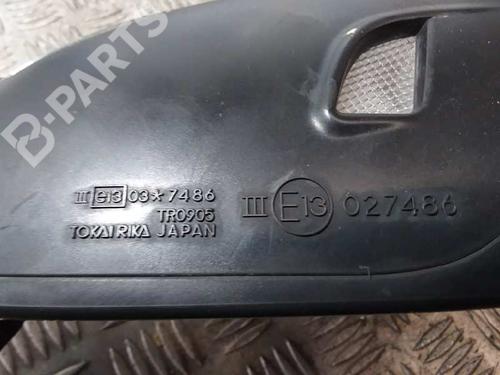 B-PARTS
III e13 03★7486
TR0905
TOKAI RIKA JAPAN
III E13 027486